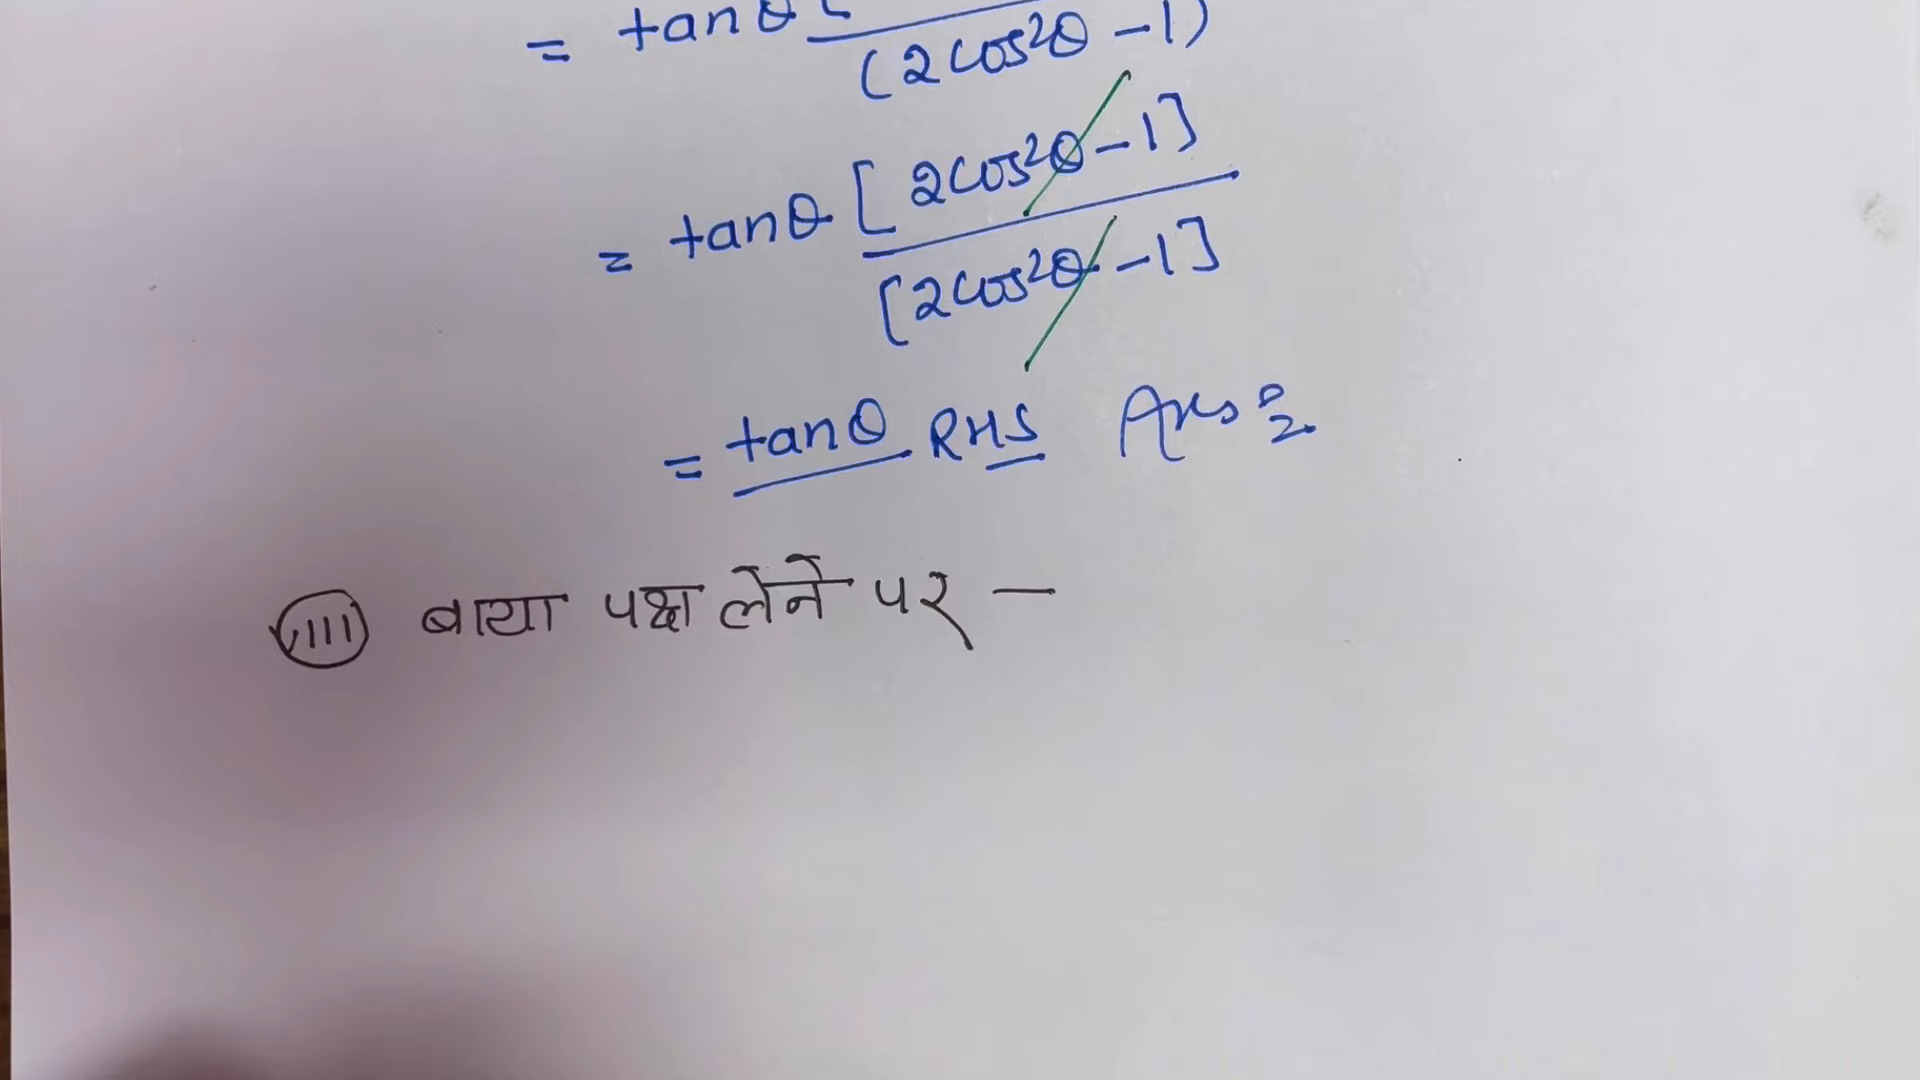 = tanθ [
(2cos²θ - 1)
= tanθ [2cos²θ - 1]
[2cos²θ - 1]
= tanθ RHS Ans
(iii) बाया पक्ष लेने पर –